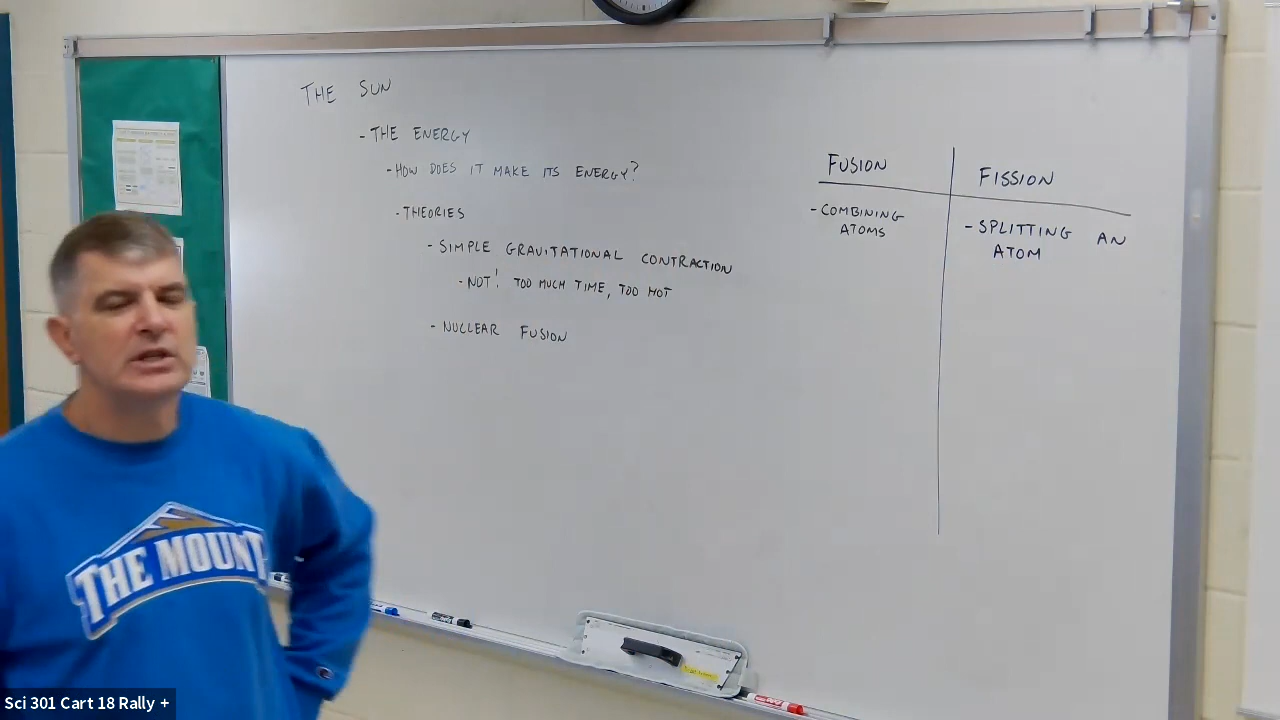 THE SUN
- THE ENERGY
- HOW DOES IT MAKE ITS ENERGY?
- THEORIES
- SIMPLE GRAVITATIONAL CONTRACTION
- NOT! TOO MUCH TIME, TOO HOT
- NUCLEAR FUSION
FUSION
- COMBINING
ATOMS
FISSION
- SPLITTING AN
ATOM
THE MOUNT
Sci 301 Cart 18 Rally +